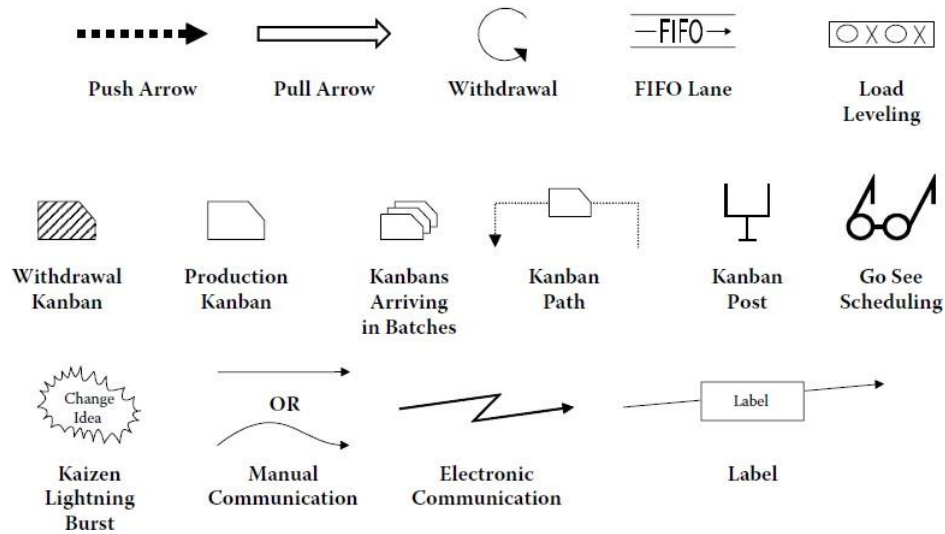 FIFO
Push Arrow
Pull Arrow
Withdrawal
FIFO Lane
Load
Leveling
Withdrawal
Kanban
Production
Kanban
Kanbans
Arriving
in Batches
Kanban
Path
Kanban
Post
Go See
Scheduling
Change
Idea
OR
Label
Kaizen
Lightning
Burst
Manual
Communication
Electronic
Communication
Label